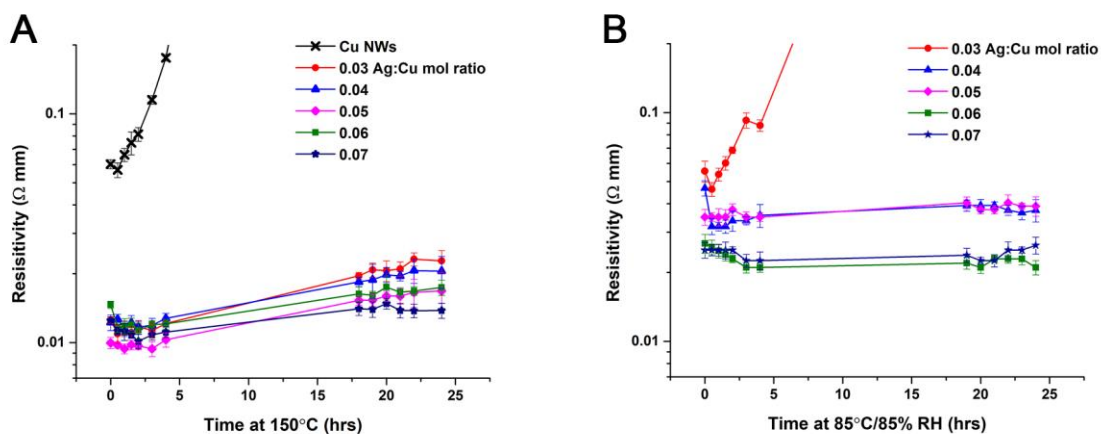 A
Cu NWs
0.03 Ag:Cu mol ratio
0.04
0.05
0.06
0.07
0.1
0.01
Resisitivity (Ω mm)
0 5 10 15 20 25
Time at 150°C (hrs)
B
0.03 Ag:Cu mol ratio
0.04
0.05
0.06
0.07
0.1
0.01
Resisitivity (Ω mm)
0 5 10 15 20 25
Time at 85°C/85% RH (hrs)